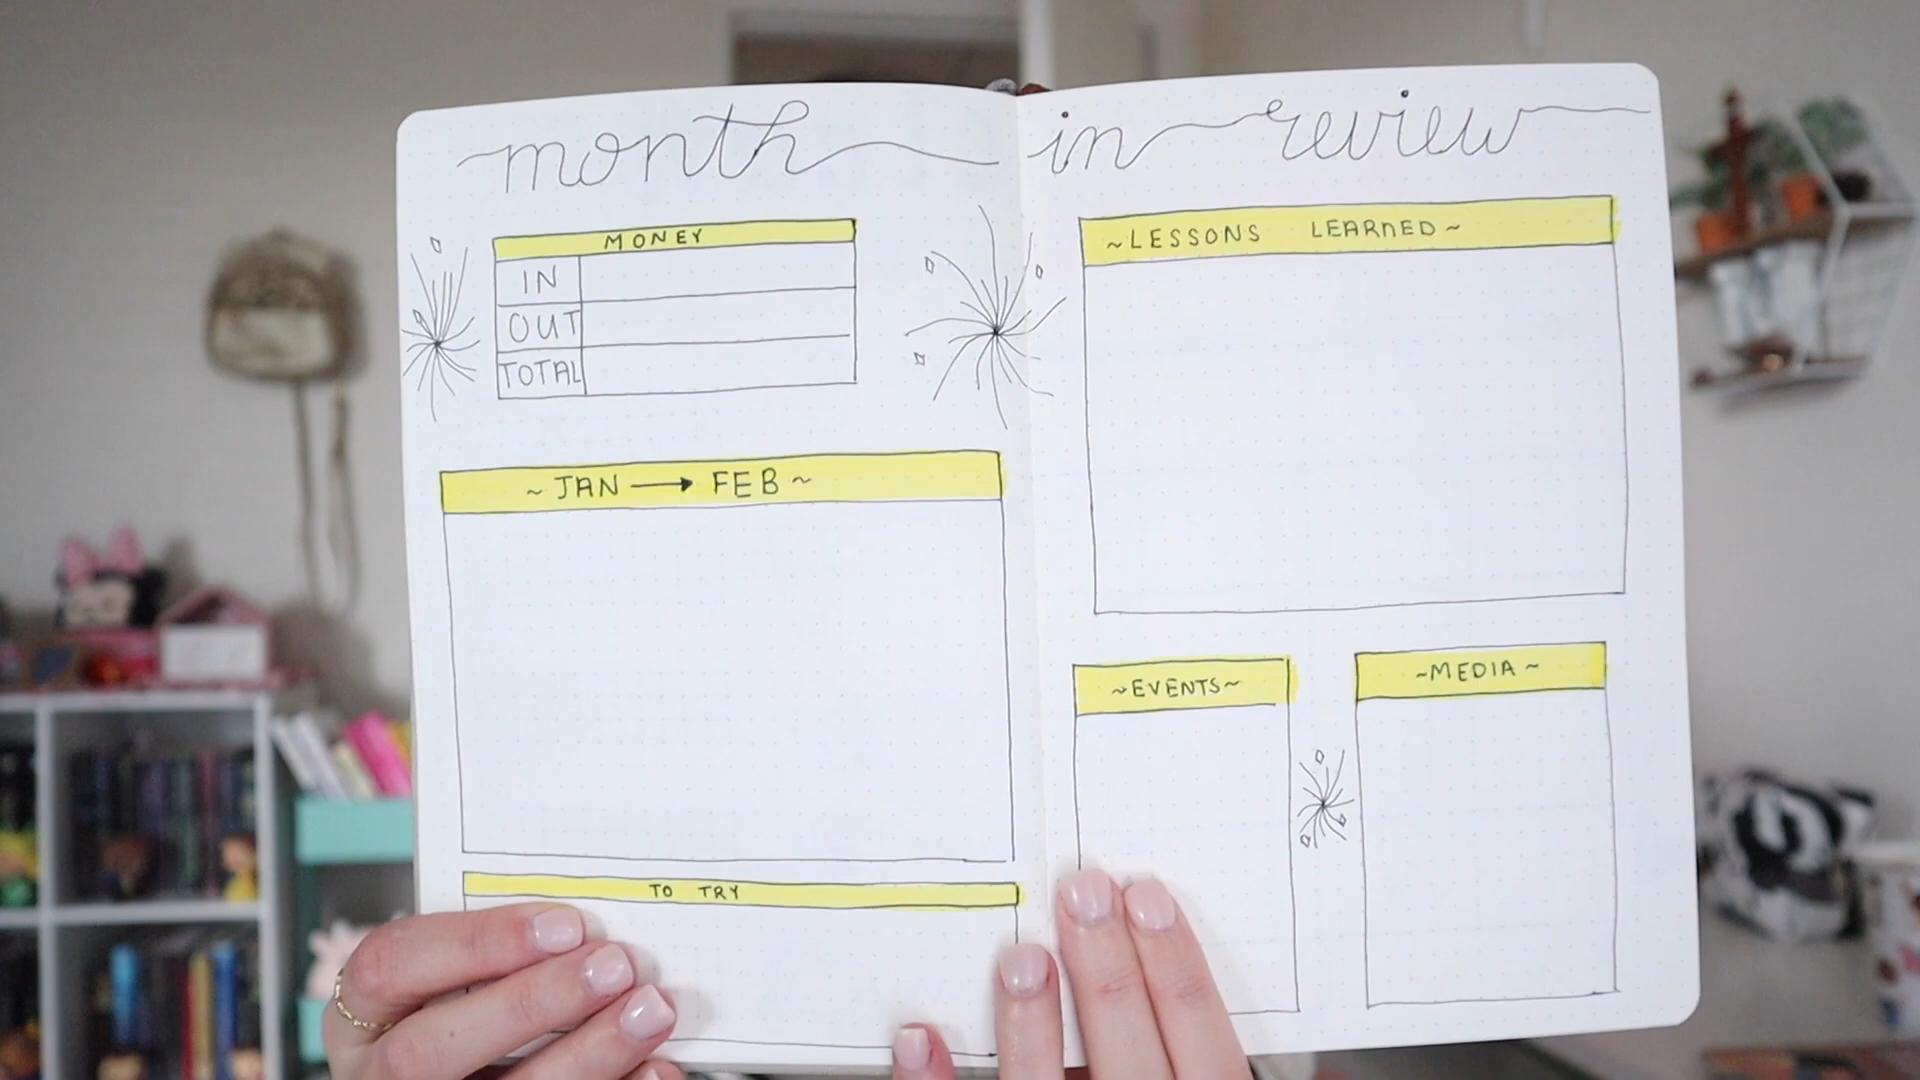 month in review
MONEY
IN
OUT
TOTAL
~ JAN → FEB ~
TO TRY
~LESSONS LEARNED~
~EVENTS~
~MEDIA~